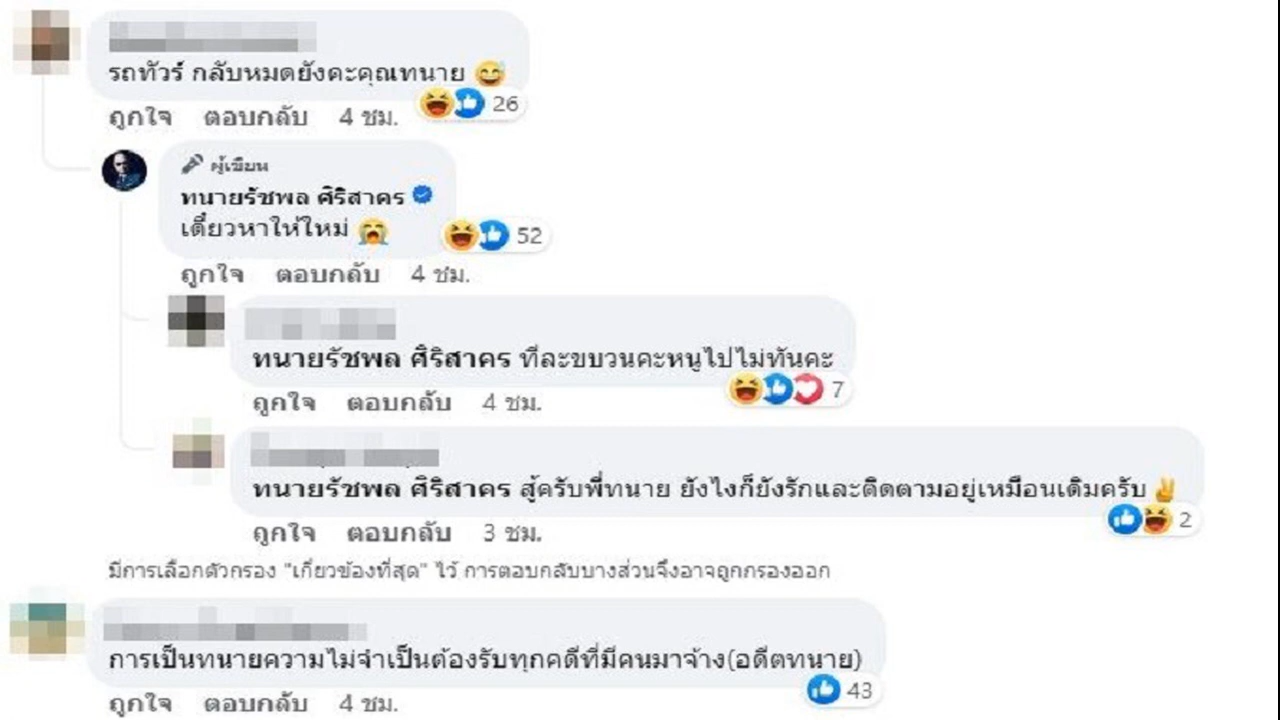 รถทัวร์ กลับหมดยังคะคุณทนาย 😅
26
ถูกใจ ตอบกลับ 4 ชม.
ผู้เขียน
ทนายรัชพล ศิริสาคร
เดี๋ยวหาให้ใหม่ 😭
52
ถูกใจ ตอบกลับ 4 ชม.
ทนายรัชพล ศิริสาคร ทีละขบวนคะหนูไปไม่ทันคะ
7
ถูกใจ ตอบกลับ 4 ชม.
ทนายรัชพล ศิริสาคร สู้ครับพี่ทนาย ยังไงก็ยังรักและติดตามอยู่เหมือนเดิมครับ ✌️
2
ถูกใจ ตอบกลับ 3 ชม.
มีการเลือกตัวกรอง "เกี่ยวข้องที่สุด" ไว้ การตอบกลับบางส่วนจึงอาจถูกกรองออก
การเป็นทนายความไม่จำเป็นต้องรับทุกคดีที่มีคนมาจ้าง(อดีตทนาย)
43
ถูกใจ ตอบกลับ 4 ชม.